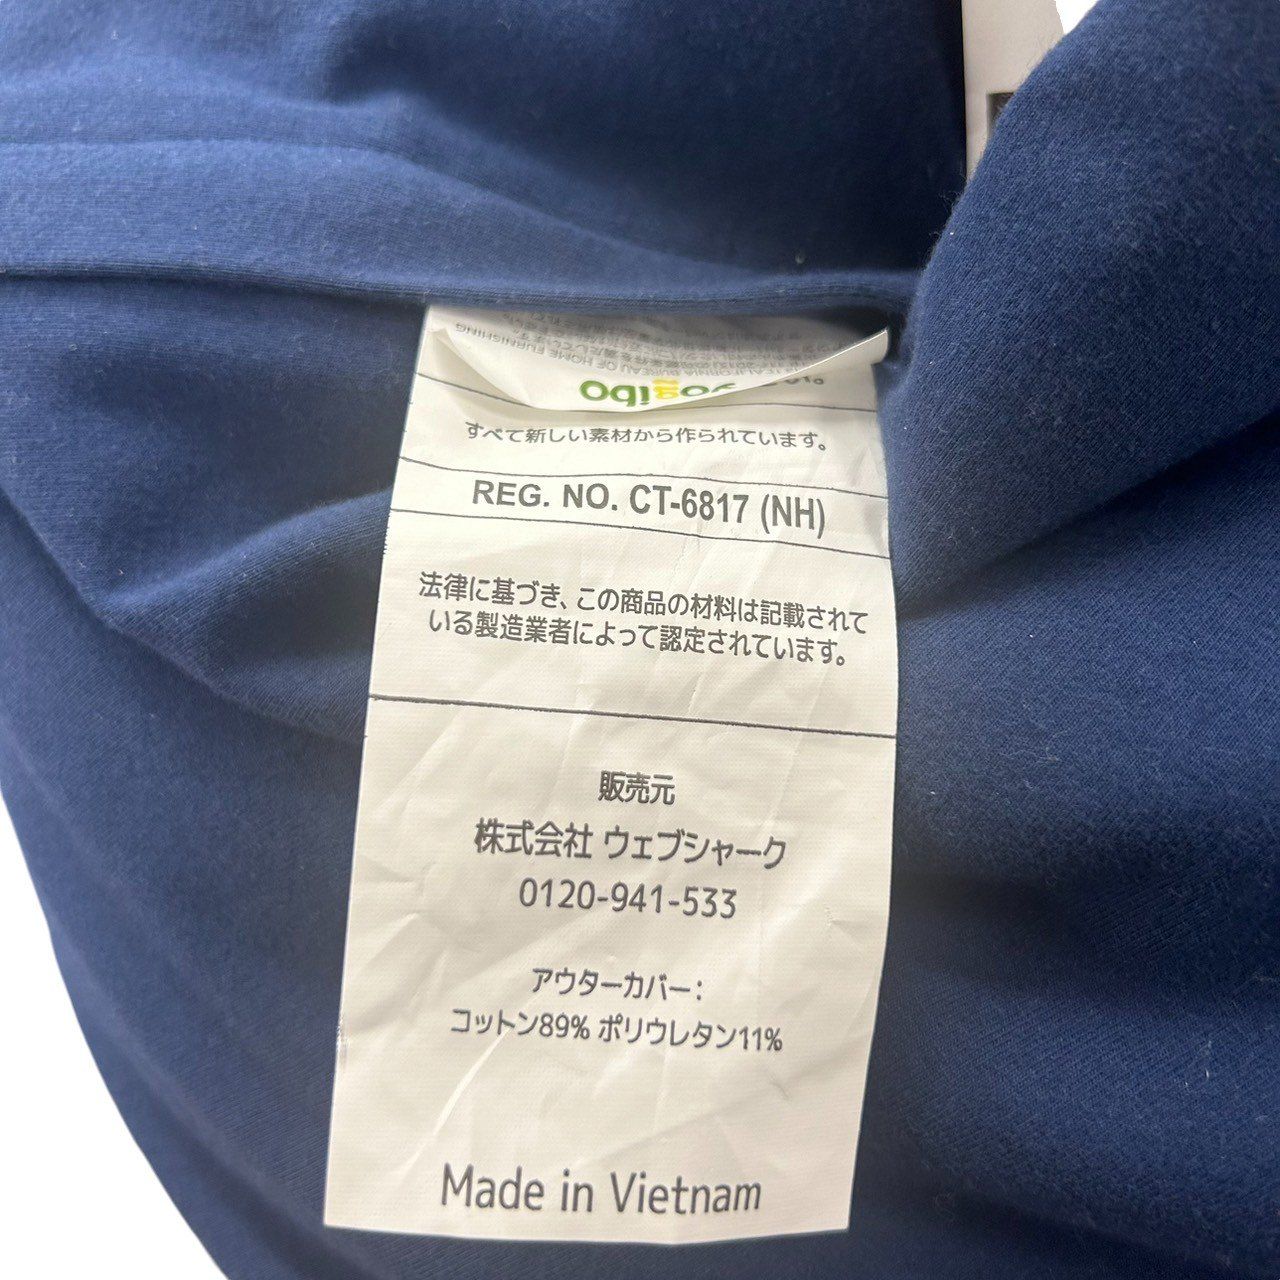 BUREAU OF HOME FURNISHING
yogibo
すべて新しい素材から作られています。
REG. NO. CT-6817 (NH)
法律に基づき、この商品の材料は記載されて
いる製造業者によって認定されています。
販売元
株式会社 ウェブシャーク
0120-941-533
アウターカバー:
コットン89% ポリウレタン11%
Made in Vietnam